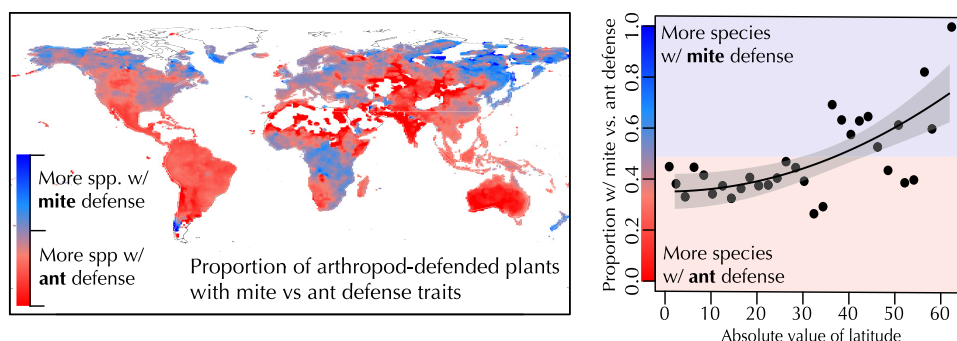 More spp. w/
mite defense
More spp w/
ant defense
Proportion of arthropod-defended plants
with mite vs ant defense traits
Proportion w/ mite vs. ant defense
1.0
0.8
0.6
0.4
0.2
0.0
More species
w/ mite defense
More species
w/ ant defense
0
10
20
30
40
50
60
Absolute value of latitude